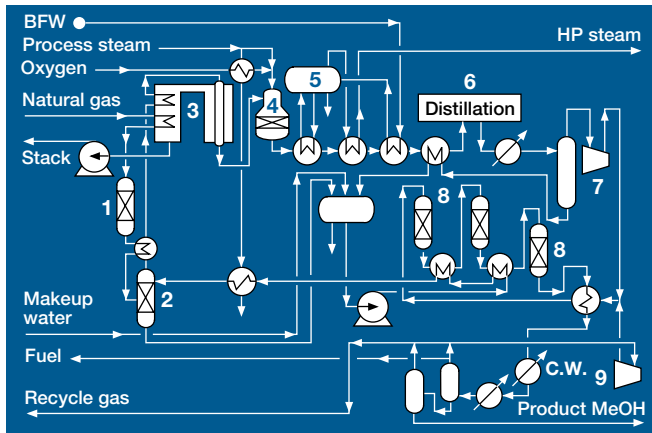 BFW
Process steam
HP steam
Oxygen
5
6
Distillation
Natural gas
3
4
Stack
7
1
8
8
2
Makeup
water
Fuel
C.W.
9
Recycle gas
Product MeOH